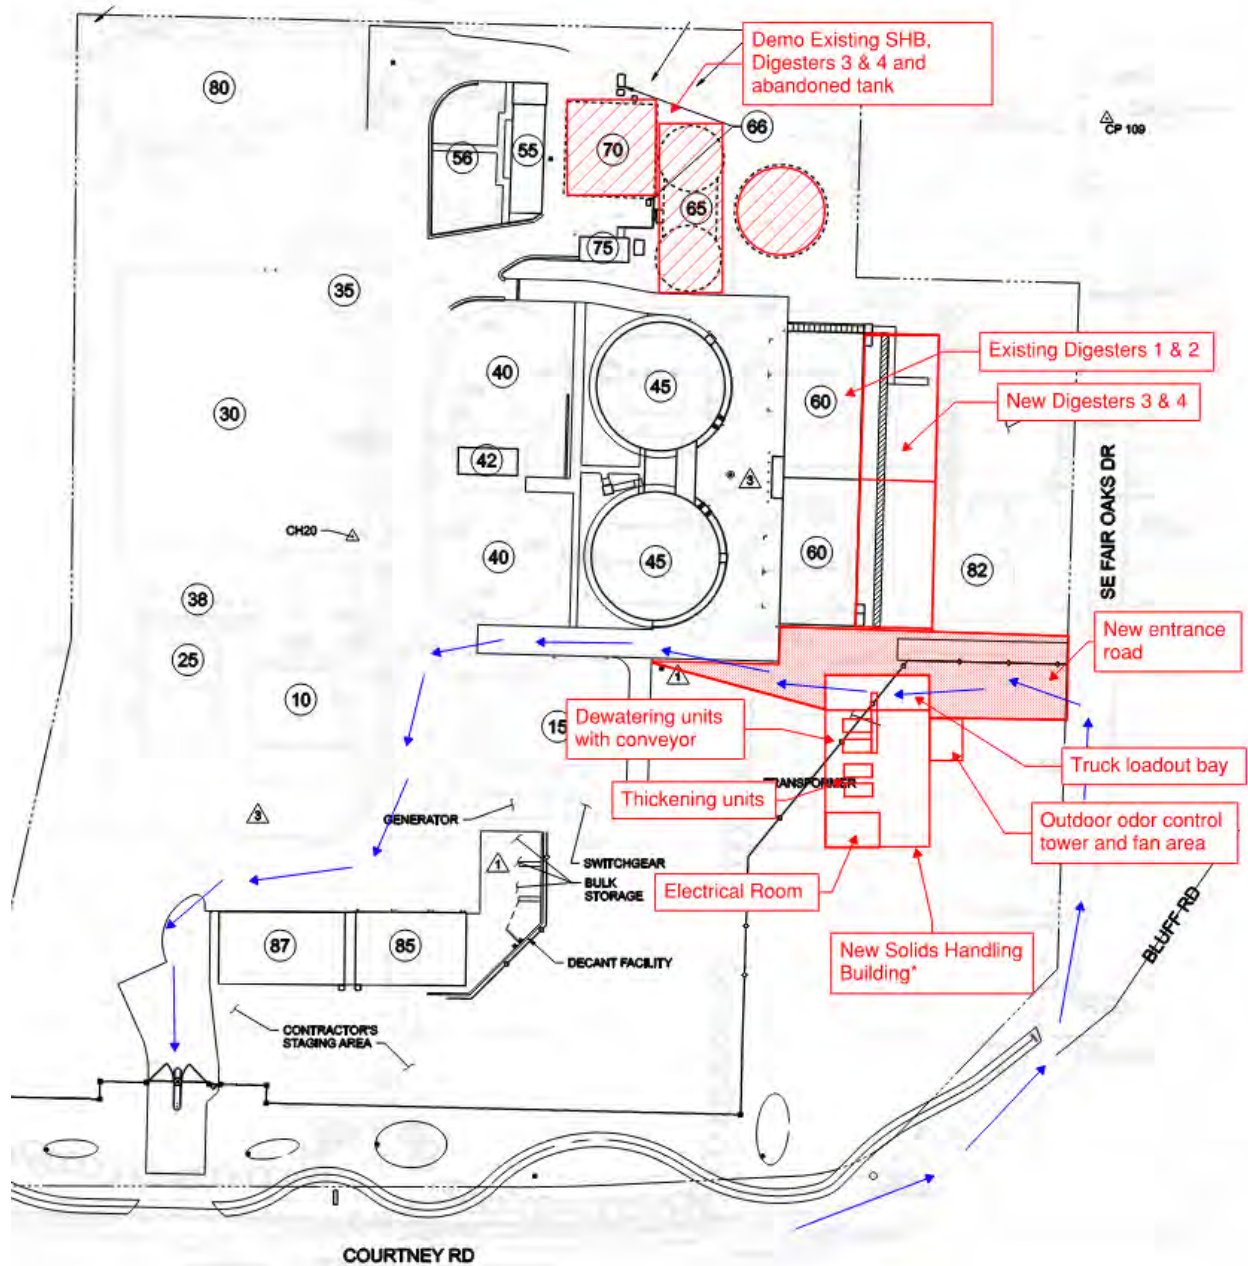 Demo Existing SHB,
Digesters 3 & 4 and
abandoned tank
80
CP 109
66
56
55
70
65
75
35
Existing Digesters 1 & 2
40
45
60
30
New Digesters 3 & 4
42
3
SE FAIR OAKS DR
CH20
40
45
60
82
38
New entrance
road
25
1
10
15
Dewatering units
with conveyor
Truck loadout bay
TRANSFORMER
Thickening units
3
GENERATOR
Outdoor odor control
tower and fan area
1
SWITCHGEAR
BULK
STORAGE
Electrical Room
BLUFF RD
87
85
DECANT FACILITY
New Solids Handling
Building*
CONTRACTOR'S
STAGING AREA
COURTNEY RD